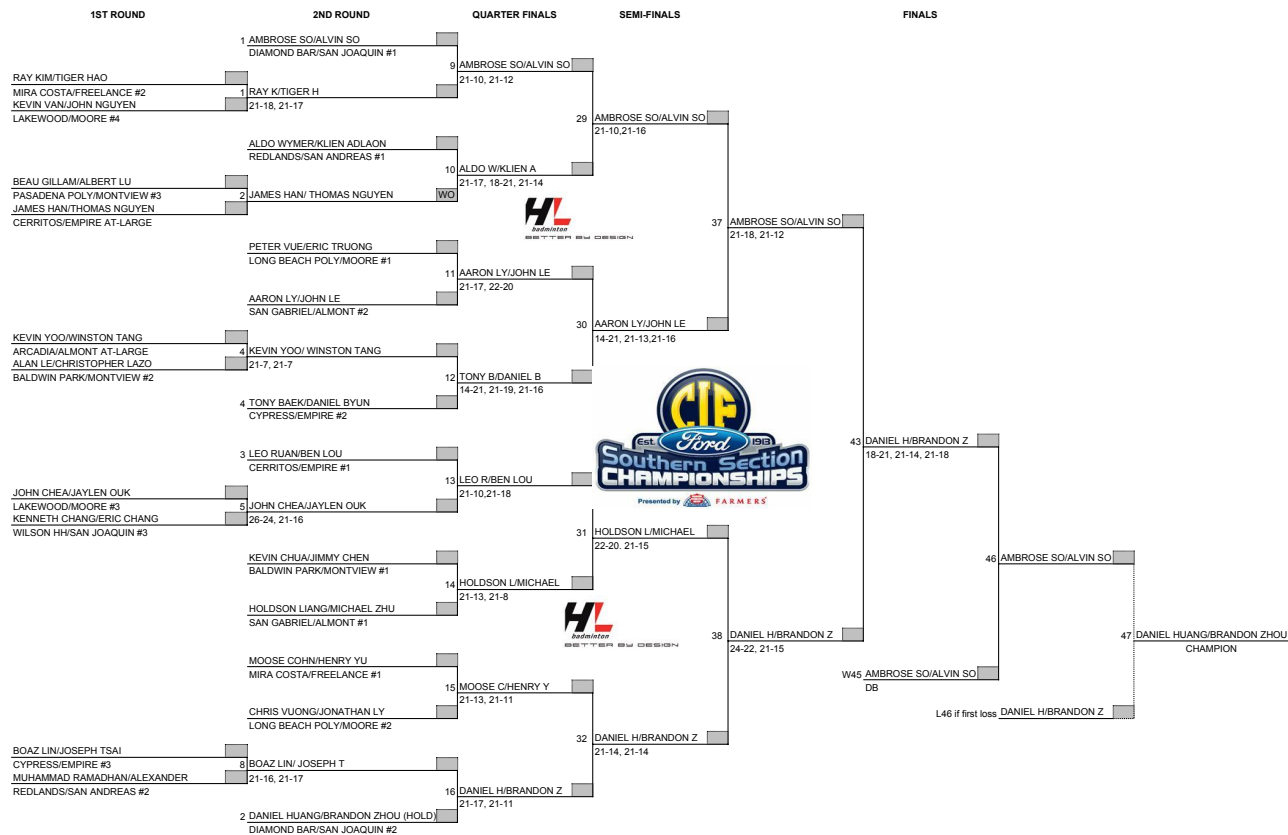 1ST ROUND
2ND ROUND
QUARTER FINALS
SEMI-FINALS
FINALS
RAY KIM/TIGER HAO
MIRA COSTA/FREELANCE #2
KEVIN VAN/JOHN NGUYEN
LAKEWOOD/MOORE #4
BEAU GILLAM/ALBERT LU
PASADENA POLY/MONTVIEW #3
JAMES HAN/THOMAS NGUYEN
CERRITOS/EMPIRE AT-LARGE
KEVIN YOO/WINSTON TANG
ARCADIA/ALMONT AT-LARGE
ALAN LE/CHRISTOPHER LAZO
BALDWIN PARK/MONTVIEW #2
JOHN CHEA/JAYLEN OUK
LAKEWOOD/MOORE #3
KENNETH CHANG/ERIC CHANG
WILSON HH/SAN JOAQUIN #3
BOAZ LIN/JOSEPH TSAI
CYPRESS/EMPIRE #3
MUHAMMAD RAMADHAN/ALEXANDER
REDLANDS/SAN ANDREAS #2
1 AMBROSE SO/ALVIN SO
DIAMOND BAR/SAN JOAQUIN #1
1 RAY K/TIGER H
21-18, 21-17
ALDO WYMER/KLIEN ADLAON
REDLANDS/SAN ANDREAS #1
2 JAMES HAN/ THOMAS NGUYEN WO
PETER VUE/ERIC TRUONG
LONG BEACH POLY/MOORE #1
AARON LY/JOHN LE
SAN GABRIEL/ALMONT #2
4 KEVIN YOO/ WINSTON TANG
21-7, 21-7
4 TONY BAEK/DANIEL BYUN
CYPRESS/EMPIRE #2
3 LEO RUAN/BEN LOU
CERRITOS/EMPIRE #1
5 JOHN CHEA/JAYLEN OUK
26-24, 21-16
KEVIN CHUA/JIMMY CHEN
BALDWIN PARK/MONTVIEW #1
HOLDSON LIANG/MICHAEL ZHU
SAN GABRIEL/ALMONT #1
MOOSE COHN/HENRY YU
MIRA COSTA/FREELANCE #1
CHRIS VUONG/JONATHAN LY
LONG BEACH POLY/MOORE #2
8 BOAZ LIN/ JOSEPH T
21-16, 21-17
2 DANIEL HUANG/BRANDON ZHOU (HOLD)
DIAMOND BAR/SAN JOAQUIN #2
9 AMBROSE SO/ALVIN SO
21-10, 21-12
10 ALDO W/KLIEN A
21-17, 18-21, 21-14
11 AARON LY/JOHN LE
21-17, 22-20
12 TONY B/DANIEL B
14-21, 21-19, 21-16
13 LEO R/BEN LOU
21-10,21-18
14 HOLDSON L/MICHAEL
21-13, 21-8
15 MOOSE C/HENRY Y
21-13, 21-11
16 DANIEL H/BRANDON Z
21-17, 21-11
29 AMBROSE SO/ALVIN SO
21-10,21-16
HL
badminton
BETTER BY DESIGN
30 AARON LY/JOHN LE
14-21, 21-13,21-16
CIF
Est. Ford 1913
Southern Section
CHAMPIONSHIPS
Presented by FARMERS
31 HOLDSON L/MICHAEL
22-20. 21-15
HL
badminton
BETTER BY DESIGN
32 DANIEL H/BRANDON Z
21-14, 21-14
37 AMBROSE SO/ALVIN SO
21-18, 21-12
38 DANIEL H/BRANDON Z
24-22, 21-15
43 DANIEL H/BRANDON Z
18-21, 21-14, 21-18
W45 AMBROSE SO/ALVIN SO
DB
46 AMBROSE SO/ALVIN SO
L46 if first loss DANIEL H/BRANDON Z
47 DANIEL HUANG/BRANDON ZHOU
CHAMPION